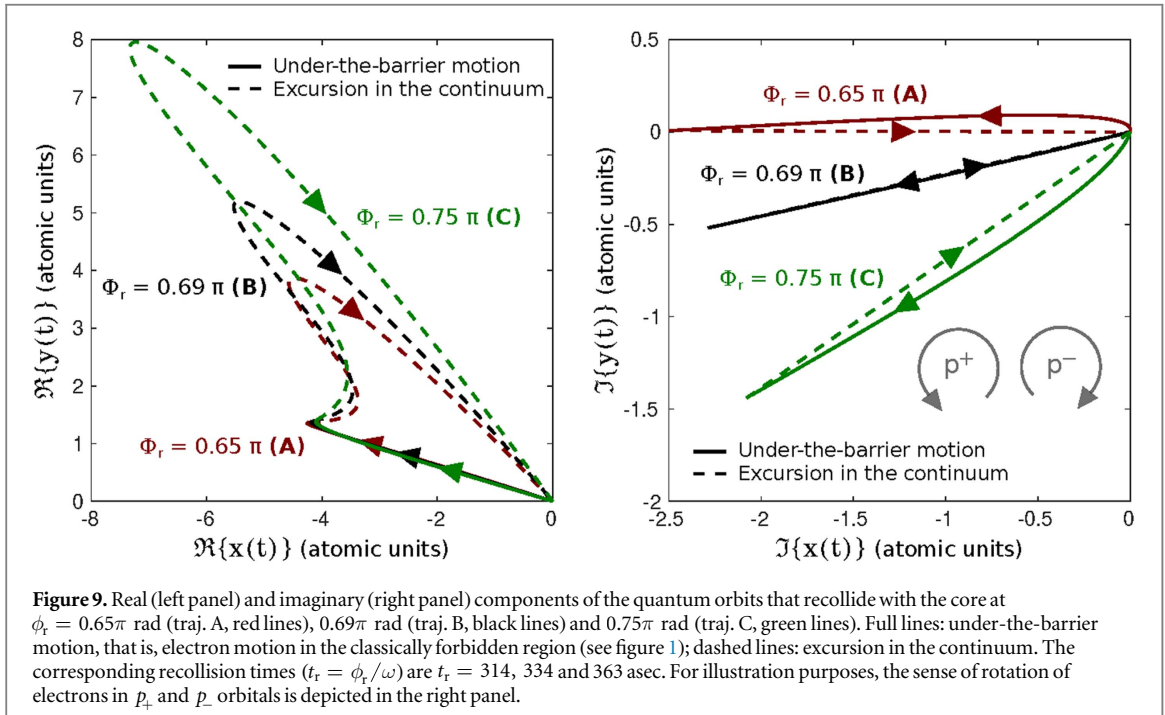 8
7
6
5
4
3
2
1
0
-8
-6
-4
-2
0
ℜ{y(t)} (atomic units)
ℜ{x(t)} (atomic units)
Under-the-barrier motion
Excursion in the continuum
Φr = 0.75 π (C)
Φr = 0.69 π (B)
Φr = 0.65 π (A)
0.5
0
-0.5
-1
-1.5
-2
-2.5
-2
-1.5
-1
-0.5
0
ℑ{y(t)} (atomic units)
ℑ{x(t)} (atomic units)
Φr = 0.65 π (A)
Φr = 0.69 π (B)
Φr = 0.75 π (C)
p+
p−
Under-the-barrier motion
Excursion in the continuum
Figure 9. Real (left panel) and imaginary (right panel) components of the quantum orbits that recollide with the core at
ϕr = 0.65π rad (traj. A, red lines), 0.69π rad (traj. B, black lines) and 0.75π rad (traj. C, green lines). Full lines: under-the-barrier
motion, that is, electron motion in the classically forbidden region (see figure 1); dashed lines: excursion in the continuum. The
corresponding recollision times (tr = ϕr/ω) are tr = 314, 334 and 363 asec. For illustration purposes, the sense of rotation of
electrons in p+ and p− orbitals is depicted in the right panel.